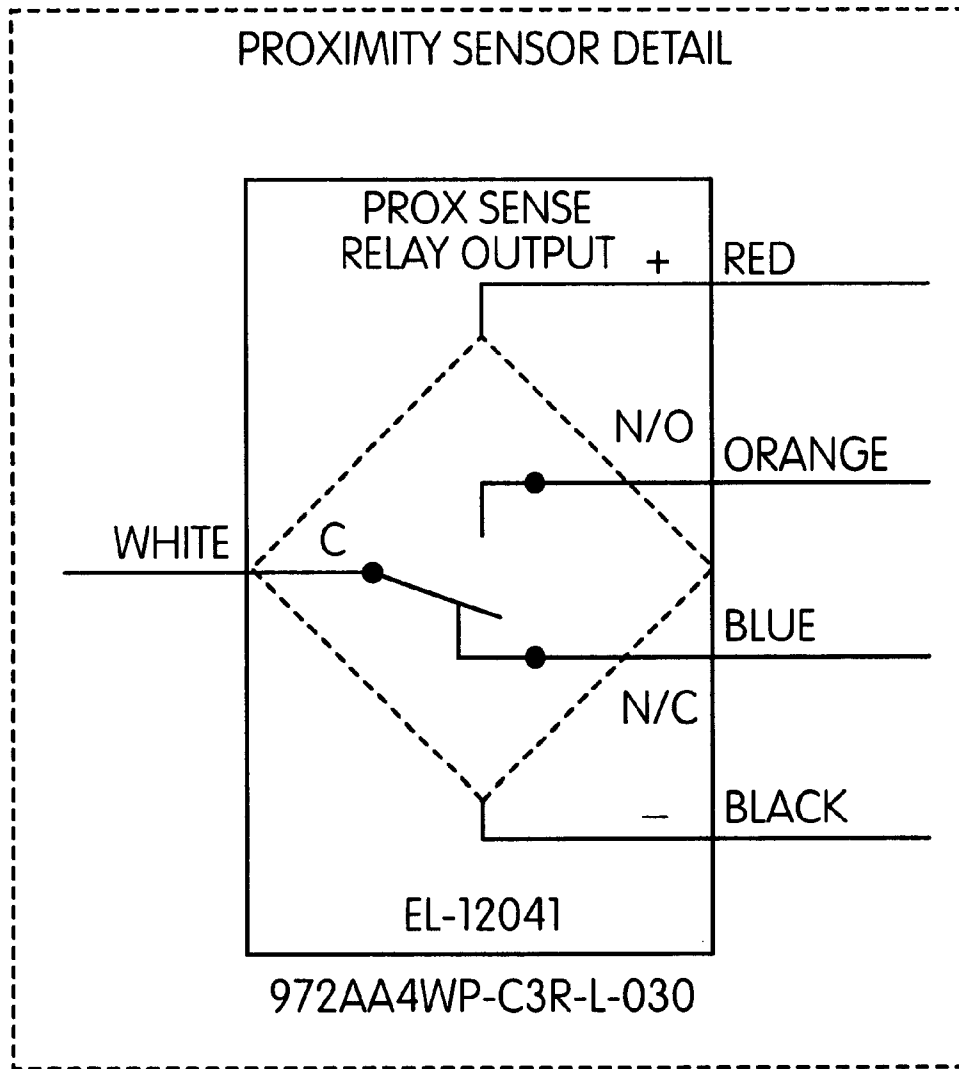 PROXIMITY SENSOR DETAIL
PROX SENSE
RELAY OUTPUT
+
RED
N/O
ORANGE
WHITE
C
BLUE
N/C
–
BLACK
EL-12041
972AA4WP-C3R-L-030